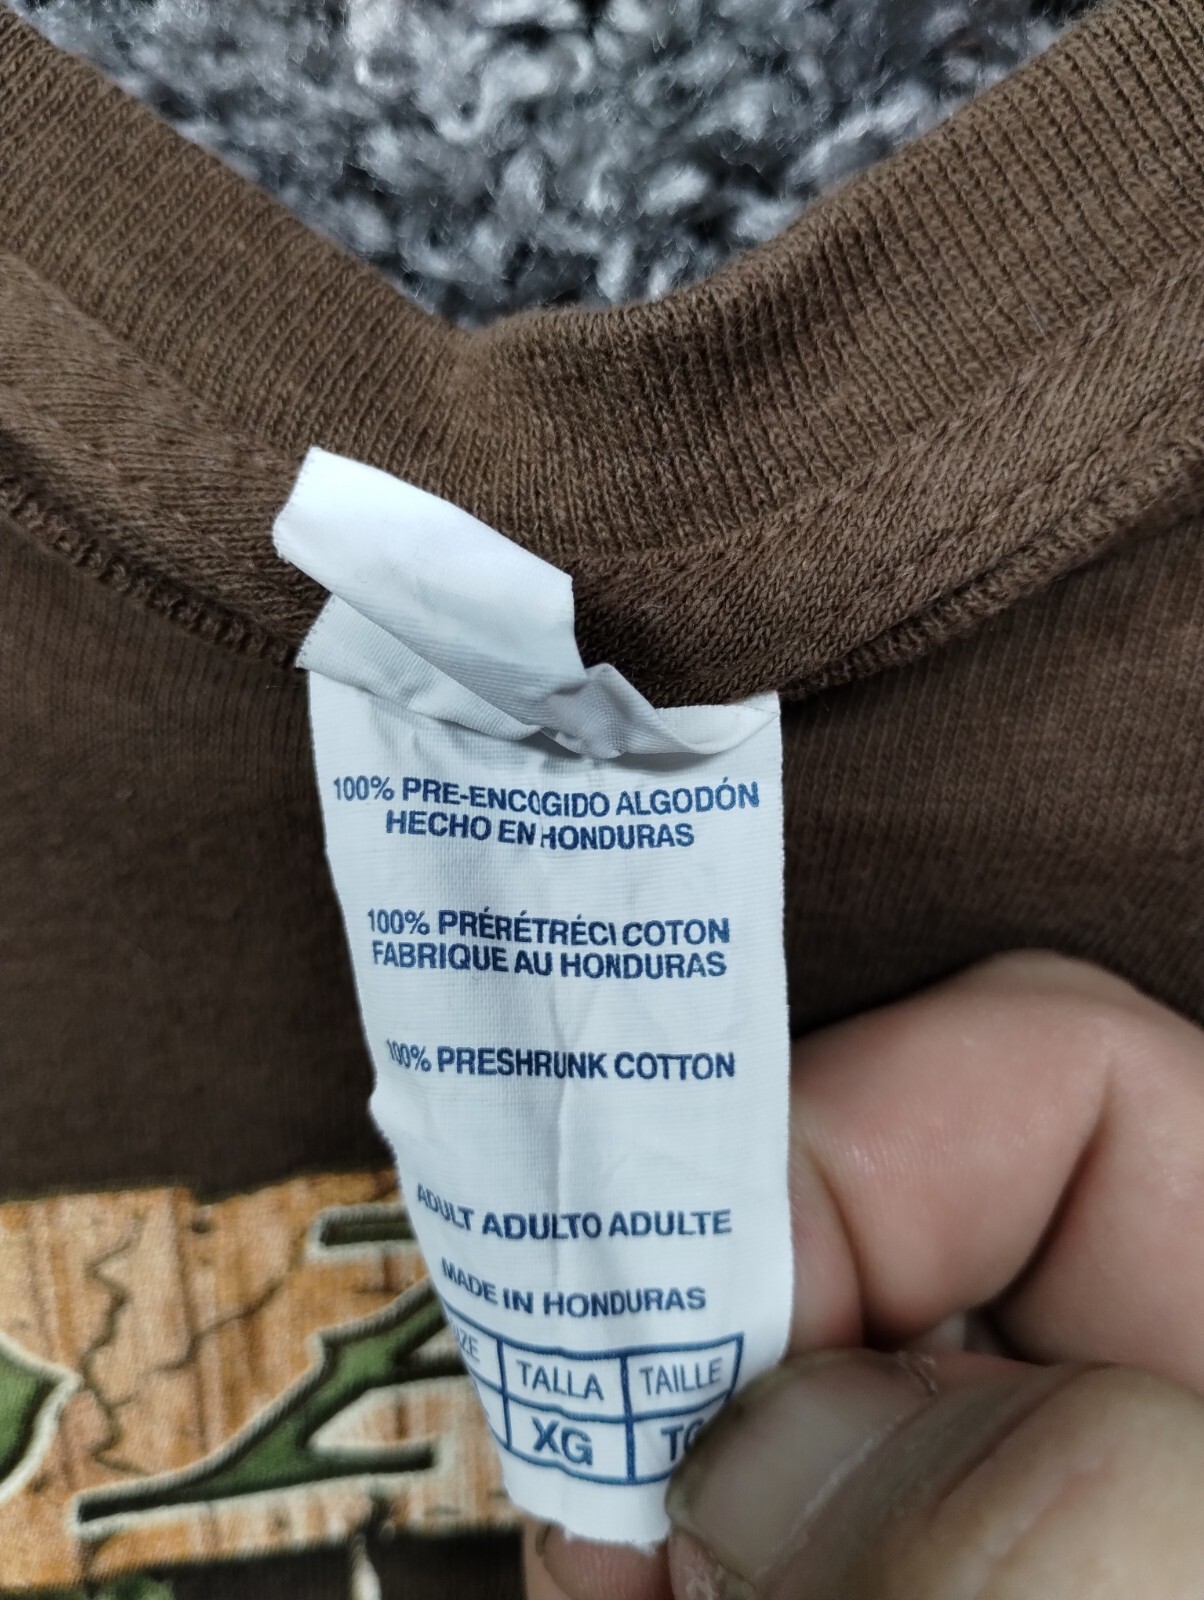 100% PRE-ENCOGIDO ALGODÓN
HECHO EN HONDURAS
100% PRÉRÉTRÉCI COTON
FABRIQUE AU HONDURAS
100% PRESHRUNK COTTON
ADULT ADULTO ADULTE
MADE IN HONDURAS
TALLA TAILLE
XG